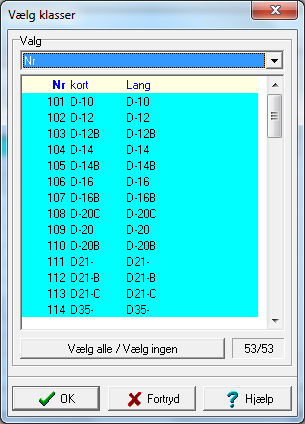 Vælg klasser
Valg
Nr
Nr kort Lang
101 D-10 D-10
102 D-12 D-12
103 D-12B D-12B
104 D-14 D-14
105 D-14B D-14B
106 D-16 D-16
107 D-16B D-16B
108 D-20C D-20C
109 D-20 D-20
110 D-20B D-20B
111 D21- D21-
112 D21-B D21-B
113 D21-C D21-C
114 D35- D35-
Vælg alle / Vælg ingen 53/53
OK Fortryd Hjælp